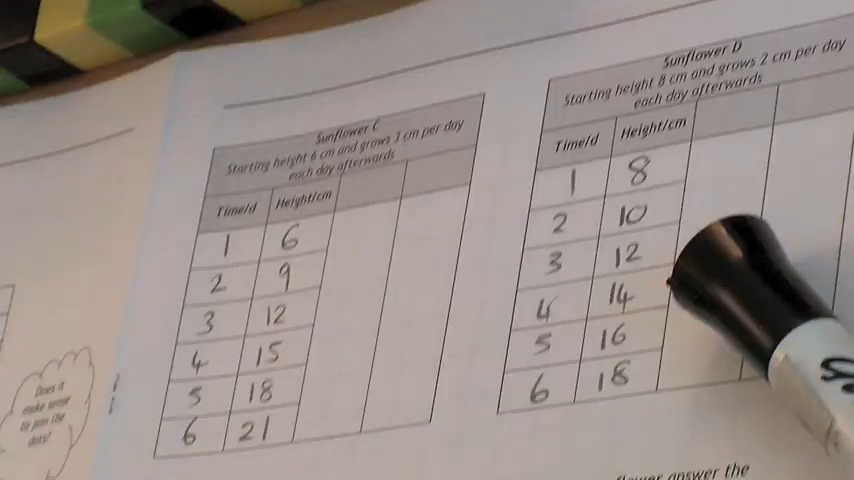 Sunflower C
Starting height 6 cm and grows 3 cm per day
each day afterwards
Time/d Height/cm
1 6
2 9
3 12
4 15
5 18
6 21
Sunflower D
Starting height 8 cm and grows 2 cm per day
each day afterwards
Time/d Height/cm
1 8
2 10
3 12
4 14
5 16
6 18
Does it
make sense
to join the
dots?
answer the